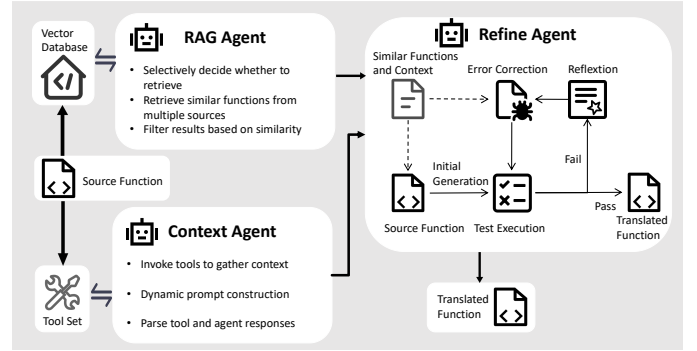 Vector
Database
RAG Agent
• Selectively decide whether to
retrieve
• Retrieve similar functions from
multiple sources
• Filter results based on similarity
Source Function
Context Agent
• Invoke tools to gather context
• Dynamic prompt construction
• Parse tool and agent responses
Tool Set
Refine Agent
Similar Functions
and Context
Error Correction
Reflextion
Initial
Generation
Fail
Pass
Source Function
Test Execution
Translated
Function
Translated
Function